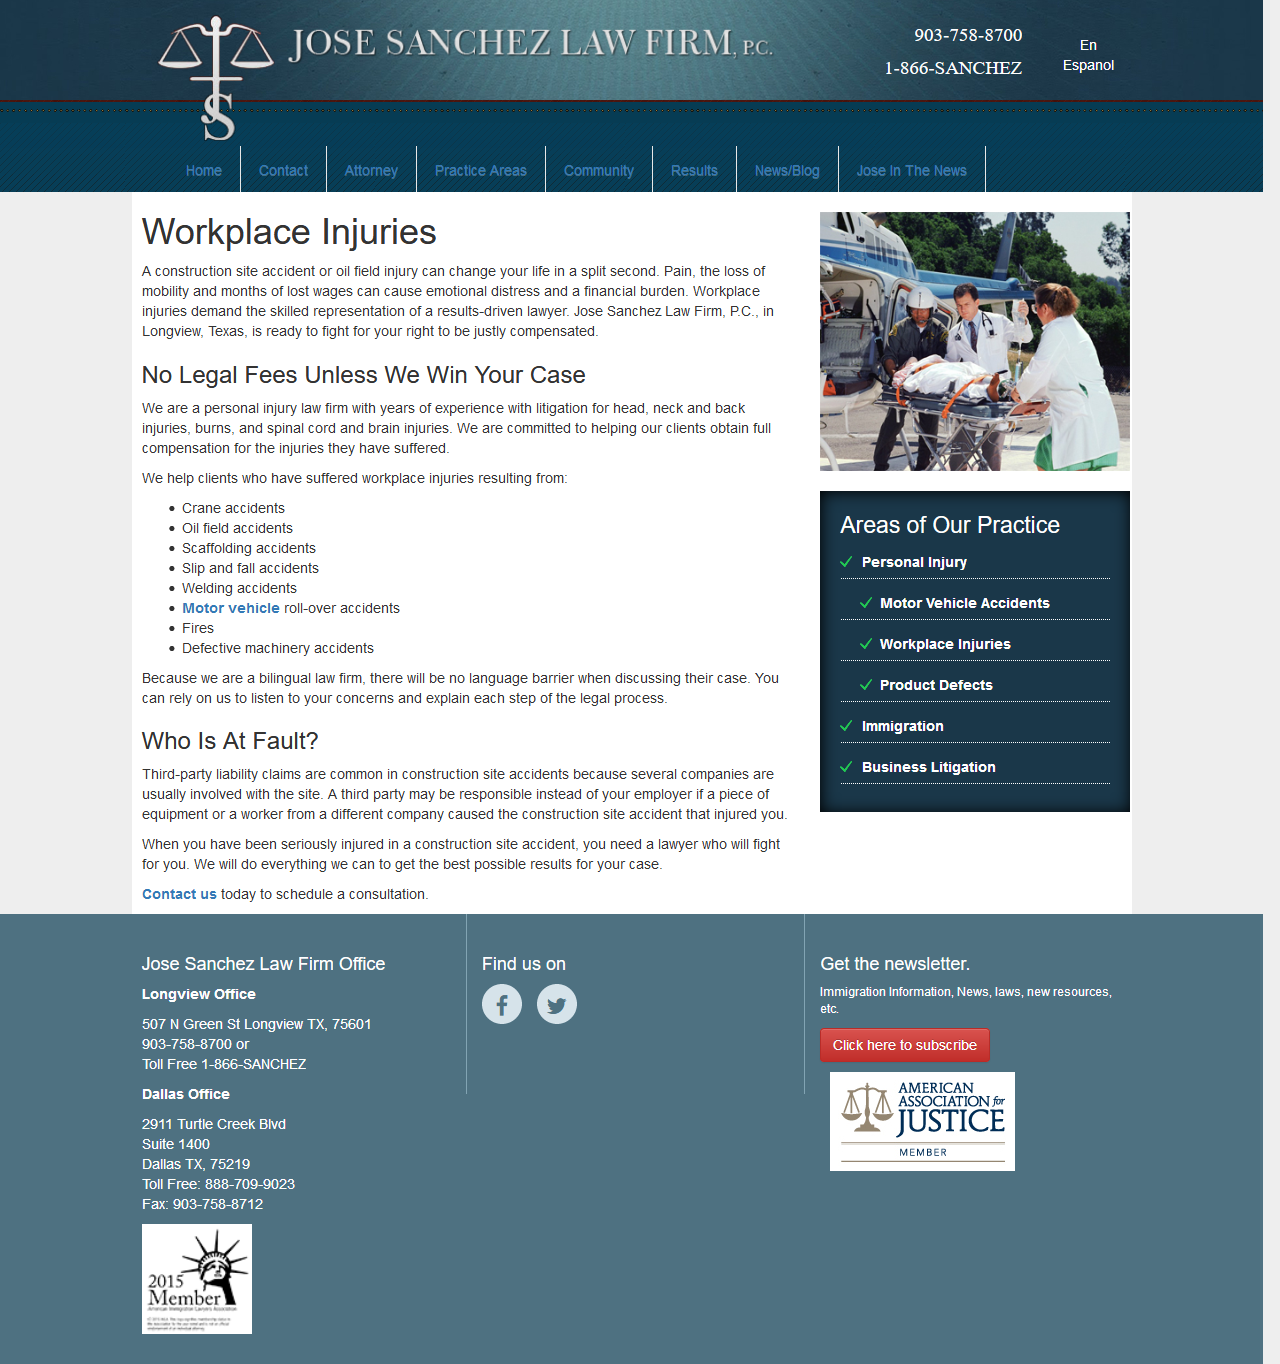 JOSE SANCHEZ LAW FIRM, P.C.
903-758-8700
1-866-SANCHEZ
En
Espanol
S
Home
Contact
Attorney
Practice Areas
Community
Results
News/Blog
Jose In The News
Workplace Injuries
A construction site accident or oil field injury can change your life in a split second. Pain, the loss of
mobility and months of lost wages can cause emotional distress and a financial burden. Workplace
injuries demand the skilled representation of a results-driven lawyer. Jose Sanchez Law Firm, P.C., in
Longview, Texas, is ready to fight for your right to be justly compensated.
No Legal Fees Unless We Win Your Case
We are a personal injury law firm with years of experience with litigation for head, neck and back
injuries, burns, and spinal cord and brain injuries. We are committed to helping our clients obtain full
compensation for the injuries they have suffered.
We help clients who have suffered workplace injuries resulting from:
Crane accidents
Oil field accidents
Scaffolding accidents
Slip and fall accidents
Welding accidents
Motor vehicle roll-over accidents
Fires
Defective machinery accidents
Because we are a bilingual law firm, there will be no language barrier when discussing their case. You
can rely on us to listen to your concerns and explain each step of the legal process.
Who Is At Fault?
Third-party liability claims are common in construction site accidents because several companies are
usually involved with the site. A third party may be responsible instead of your employer if a piece of
equipment or a worker from a different company caused the construction site accident that injured you.
When you have been seriously injured in a construction site accident, you need a lawyer who will fight
for you. We will do everything we can to get the best possible results for your case.
Contact us today to schedule a consultation.
Areas of Our Practice
Personal Injury
Motor Vehicle Accidents
Workplace Injuries
Product Defects
Immigration
Business Litigation
Jose Sanchez Law Firm Office
Longview Office
507 N Green St Longview TX, 75601
903-758-8700 or
Toll Free 1-866-SANCHEZ
Dallas Office
2911 Turtle Creek Blvd
Suite 1400
Dallas TX, 75219
Toll Free: 888-709-9023
Fax: 903-758-8712
2015
Member
American Immigration Lawyers Association
Find us on
Get the newsletter.
Immigration Information, News, laws, new resources,
etc.
Click here to subscribe
AMERICAN
ASSOCIATION for
JUSTICE
MEMBER